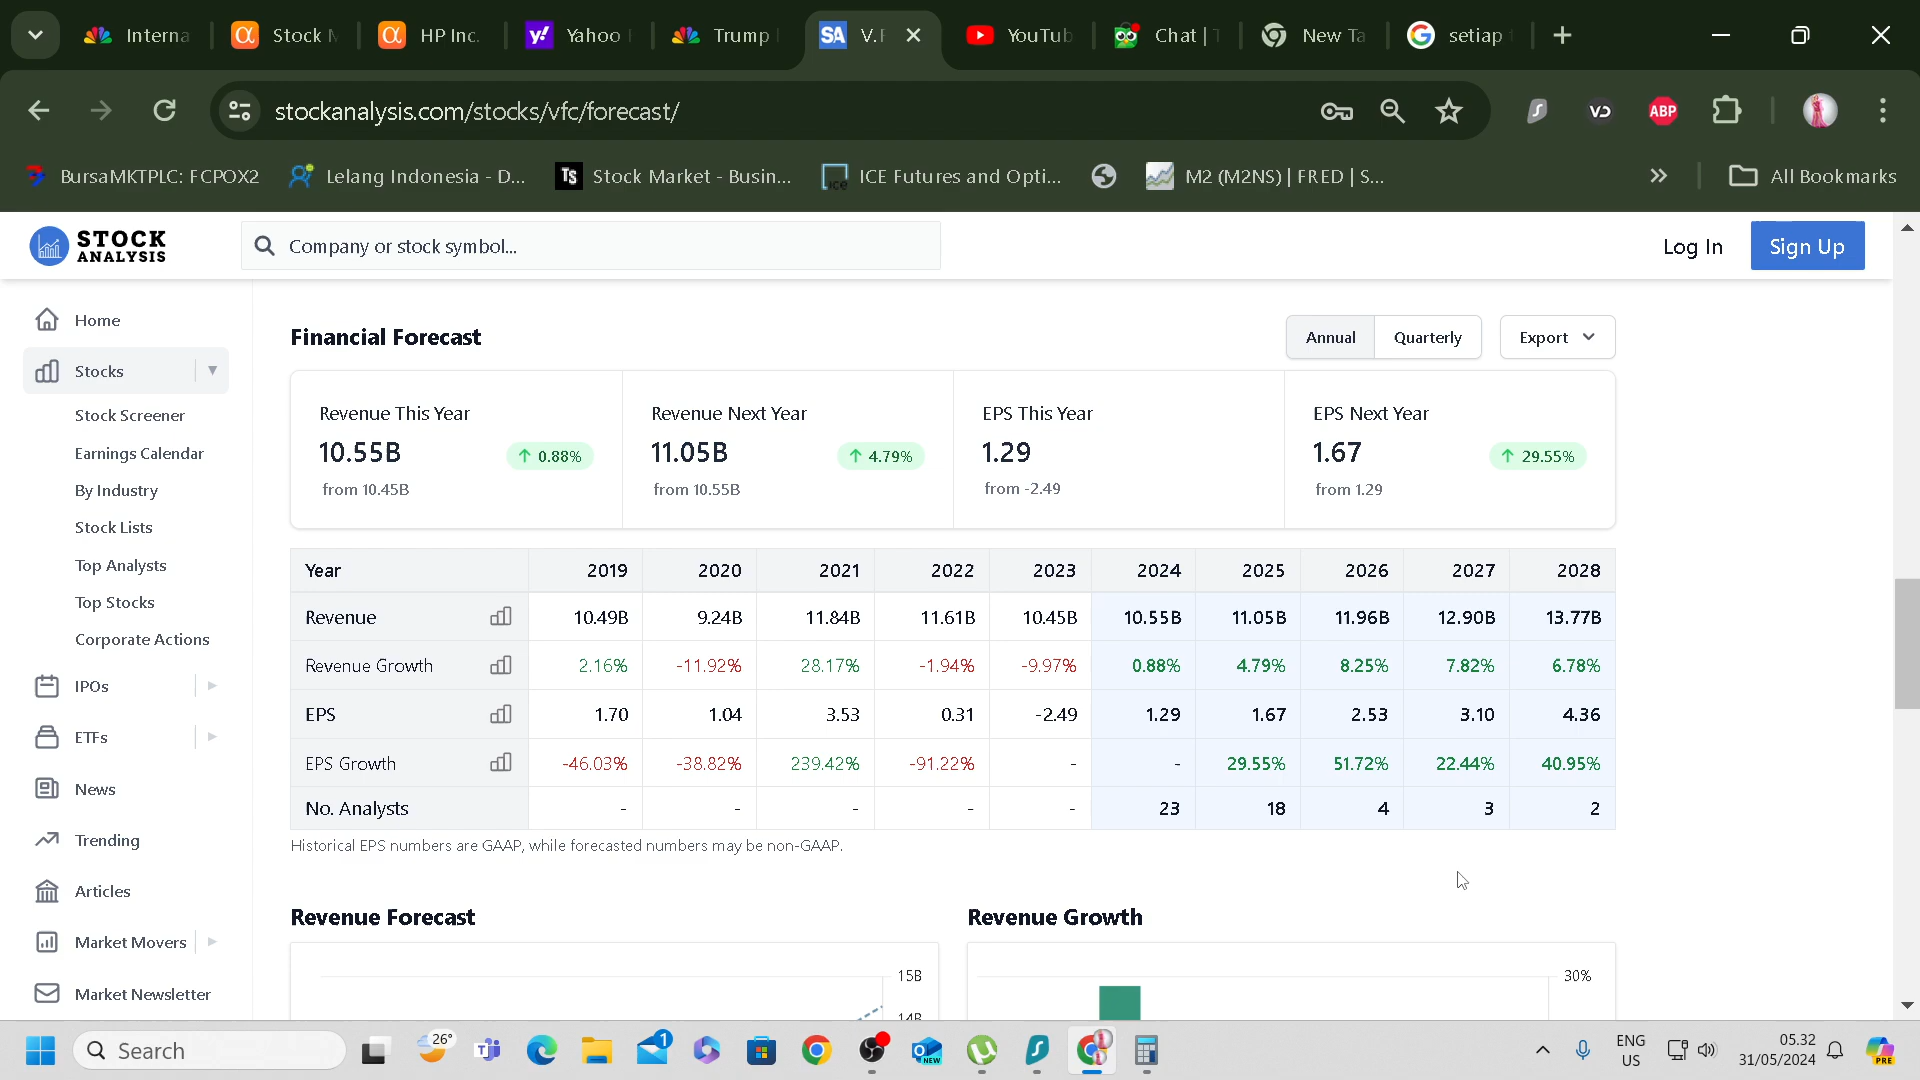 Interna
Stock M
HP Inc.
Yahoo F
Trump
SA V.F
YouTub
Chat | T
New Ta
setiap
stockanalysis.com/stocks/vfc/forecast/
VD
ABP
BursaMKTPLC: FCPOX2
Lelang Indonesia - D...
TS Stock Market - Busin...
ice ICE Futures and Opti...
M2 (M2NS) | FRED | S...
All Bookmarks
STOCK
ANALYSIS
Company or stock symbol...
Log In
Sign Up
Home
Stocks
Stock Screener
Earnings Calendar
By Industry
Stock Lists
Top Analysts
Top Stocks
Corporate Actions
IPOs
ETFs
News
Trending
Articles
Market Movers
Market Newsletter
Financial Forecast
Annual Quarterly Export
Revenue This Year
10.55B 0.88%
from 10.45B
Revenue Next Year
11.05B 4.79%
from 10.55B
EPS This Year
1.29
from -2.49
EPS Next Year
1.67 29.55%
from 1.29
Year 2019 2020 2021 2022 2023 2024 2025 2026 2027 2028
Revenue 10.49B 9.24B 11.84B 11.61B 10.45B 10.55B 11.05B 11.96B 12.90B 13.77B
Revenue Growth 2.16% -11.92% 28.17% -1.94% -9.97% 0.88% 4.79% 8.25% 7.82% 6.78%
EPS 1.70 1.04 3.53 0.31 -2.49 1.29 1.67 2.53 3.10 4.36
EPS Growth -46.03% -38.82% 239.42% -91.22% - - 29.55% 51.72% 22.44% 40.95%
No. Analysts - - - - - 23 18 4 3 2
Historical EPS numbers are GAAP, while forecasted numbers may be non-GAAP.
Revenue Forecast
15B
14B
Revenue Growth
30%
Search
26°
1
NEW
ENG
US
05.32
31/05/2024
PRE